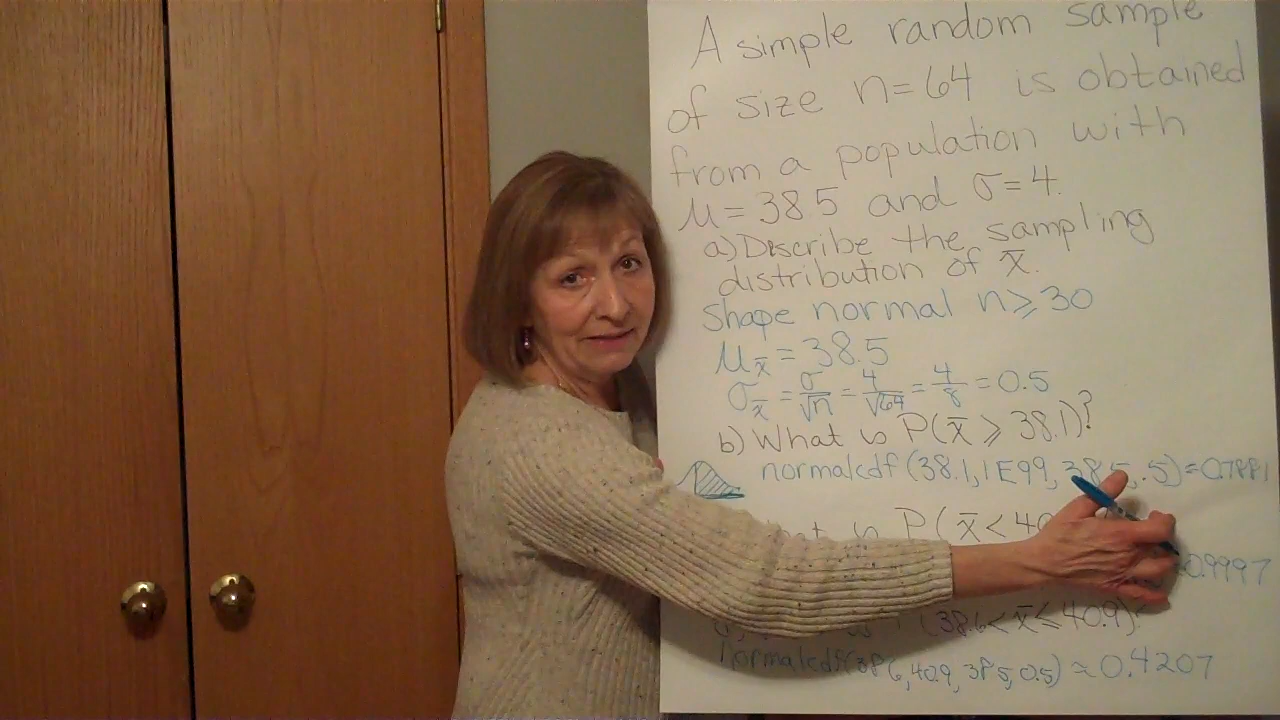 A simple random sample
of size n=64 is obtained
from a population with
μ = 38.5 and σ=4.
a) Describe the sampling
distribution of x̄.
shape normal n≥30
μx̄ = 38.5
σx̄ = σ/√n = 4/√64 = 4/8 = 0.5
b) What is P(x̄ ≥ 38.1)?
normalcdf (38.1, 1E99, 38.5, .5) ≈ 0.7881
P(x̄ < 40
0.9997
(38.6 < x̄ ≤ 40.9)?
normalcdf(38.6, 40.9, 38.5, 0.5) ≈ 0.4207